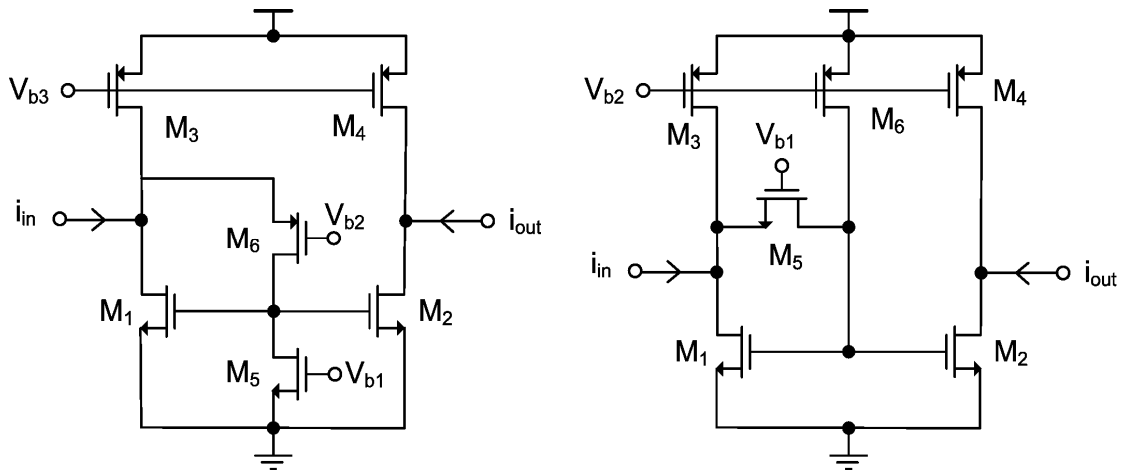 V_b3
M_3
M_4
i_in
V_b2
M_6
i_out
M_1
M_2
M_5
V_b1
V_b2
M_3
M_6
M_4
V_b1
M_5
i_in
i_out
M_1
M_2